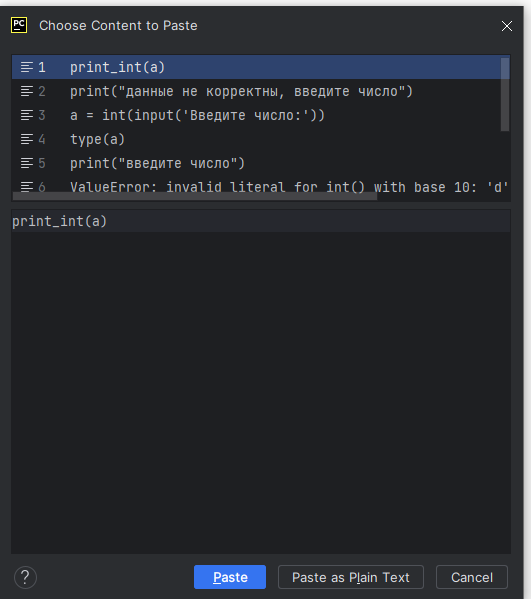 PC Choose Content to Paste
1 print_int(a)
2 print("данные не корректны, введите число")
3 a = int(input('Введите число:'))
4 type(a)
5 print("введите число")
6 ValueError: invalid literal for int() with base 10: 'd'
print_int(a)
? Paste Paste as Plain Text Cancel